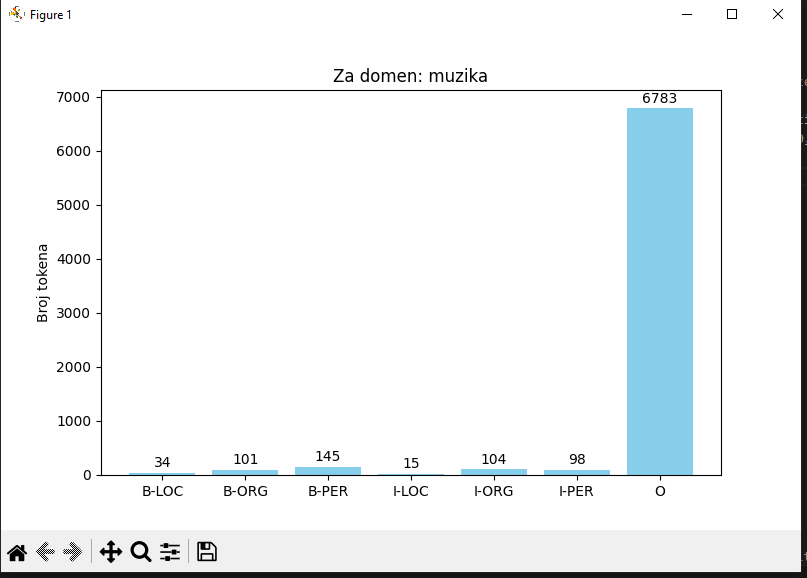 Figure 1
Za domen: muzika
7000
6000
5000
4000
3000
2000
1000
0
Broj tokena
34
101
145
15
104
98
6783
B-LOC
B-ORG
B-PER
I-LOC
I-ORG
I-PER
O